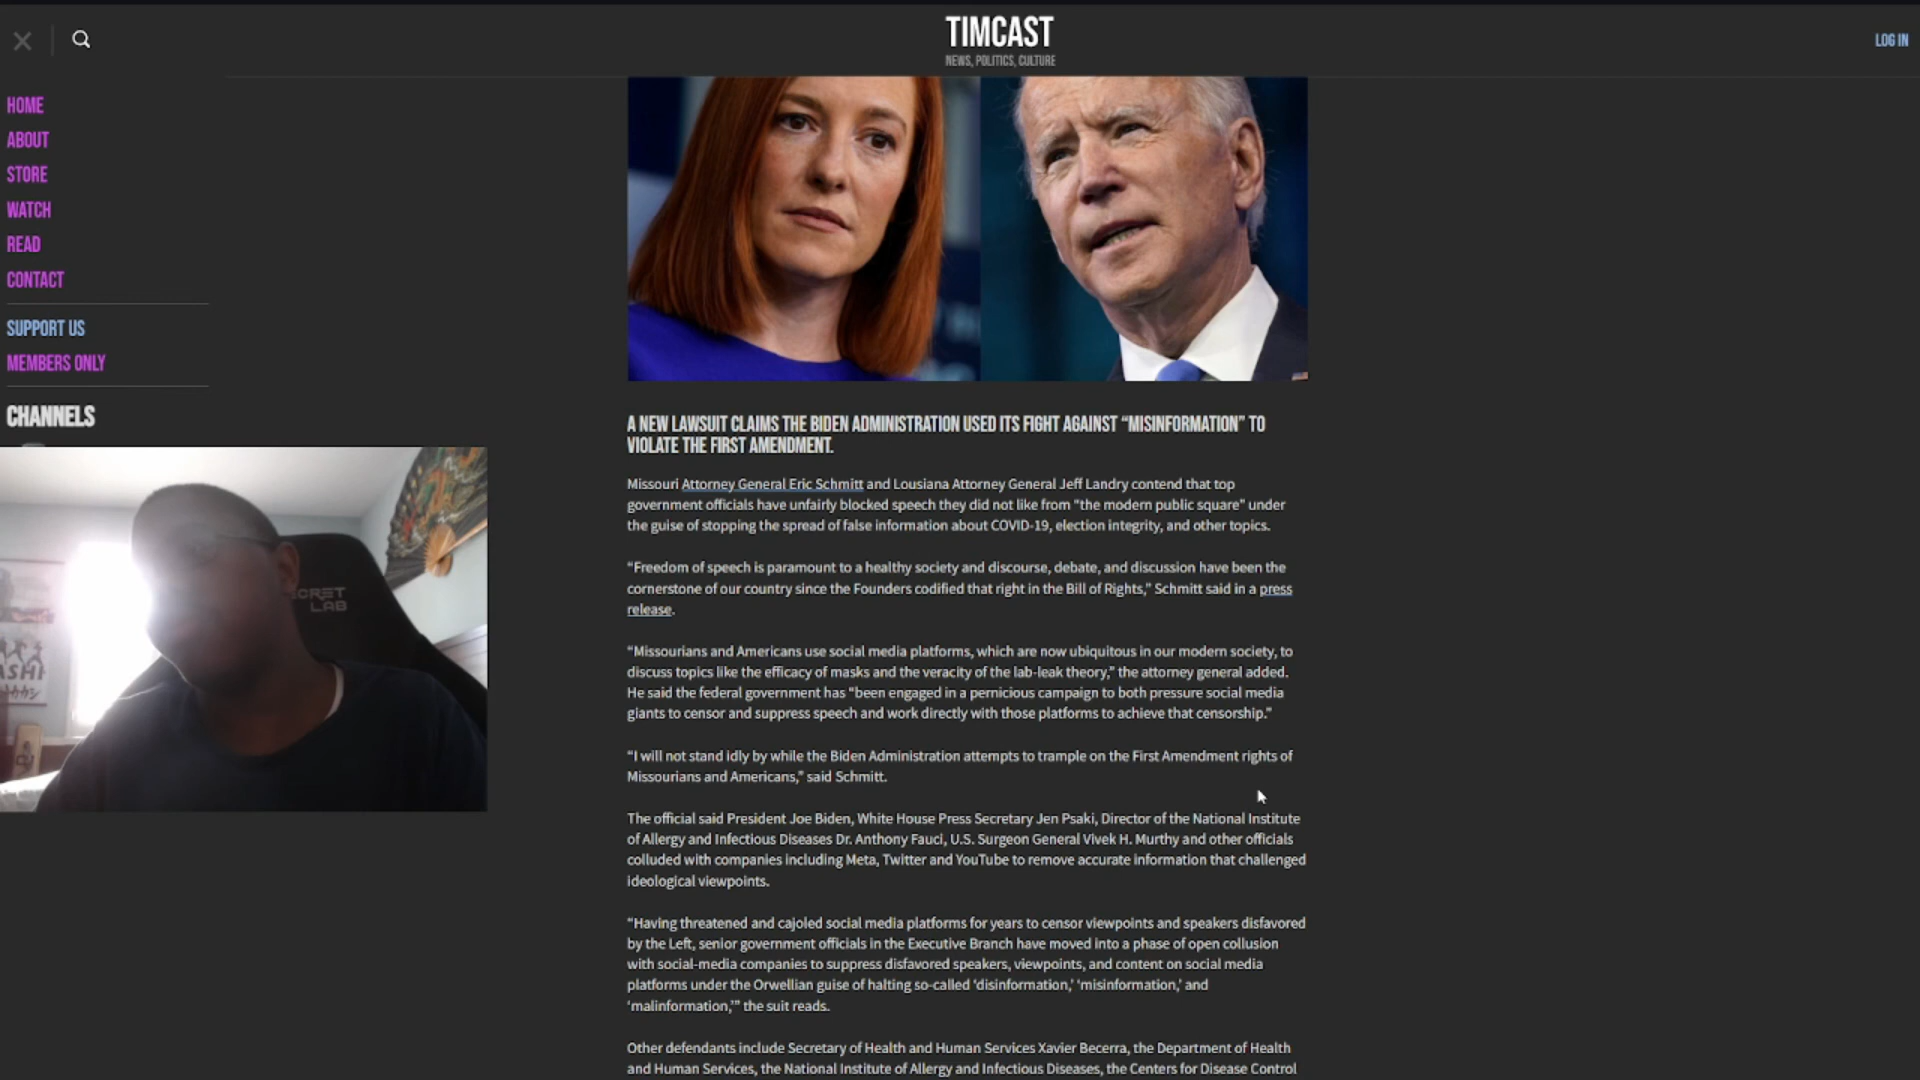 TIMCAST
NEWS, POLITICS, CULTURE
LOG IN
HOME
ABOUT
STORE
WATCH
READ
CONTACT
SUPPORT US
MEMBERS ONLY
CHANNELS
CRET
LAB
ASHI
A NEW LAWSUIT CLAIMS THE BIDEN ADMINISTRATION USED ITS FIGHT AGAINST “MISINFORMATION” TO
VIOLATE THE FIRST AMENDMENT.
Missouri Attorney General Eric Schmitt and Lousiana Attorney General Jeff Landry contend that top
government officials have unfairly blocked speech they did not like from “the modern public square” under
the guise of stopping the spread of false information about COVID-19, election integrity, and other topics.
“Freedom of speech is paramount to a healthy society and discourse, debate, and discussion have been the
cornerstone of our country since the Founders codified that right in the Bill of Rights,” Schmitt said in a press
release.
“Missourians and Americans use social media platforms, which are now ubiquitous in our modern society, to
discuss topics like the efficacy of masks and the veracity of the lab-leak theory,” the attorney general added.
He said the federal government has “been engaged in a pernicious campaign to both pressure social media
giants to censor and suppress speech and work directly with those platforms to achieve that censorship.”
“I will not stand idly by while the Biden Administration attempts to trample on the First Amendment rights of
Missourians and Americans,” said Schmitt.
The official said President Joe Biden, White House Press Secretary Jen Psaki, Director of the National Institute
of Allergy and Infectious Diseases Dr. Anthony Fauci, U.S. Surgeon General Vivek H. Murthy and other officials
colluded with companies including Meta, Twitter and YouTube to remove accurate information that challenged
ideological viewpoints.
“Having threatened and cajoled social media platforms for years to censor viewpoints and speakers disfavored
by the Left, senior government officials in the Executive Branch have moved into a phase of open collusion
with social-media companies to suppress disfavored speakers, viewpoints, and content on social media
platforms under the Orwellian guise of halting so-called ‘disinformation,’ ‘misinformation,’ and
‘malinformation,’” the suit reads.
Other defendants include Secretary of Health and Human Services Xavier Becerra, the Department of Health
and Human Services, the National Institute of Allergy and Infectious Diseases, the Centers for Disease Control